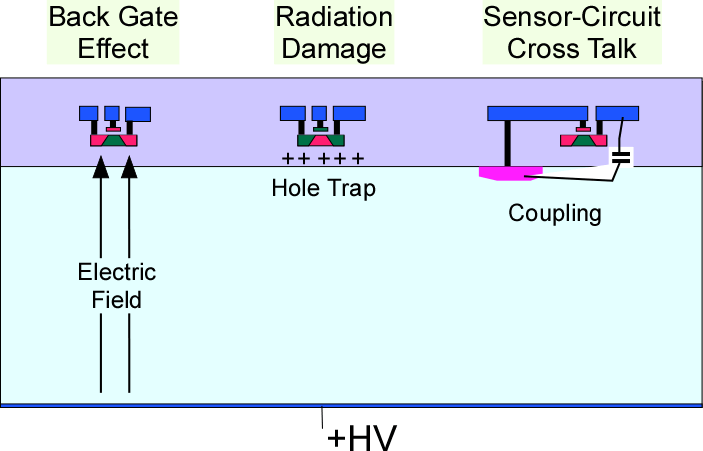 Back Gate
Effect
Radiation
Damage
Sensor-Circuit
Cross Talk
+++++
Hole Trap
Coupling
Electric
Field
+HV